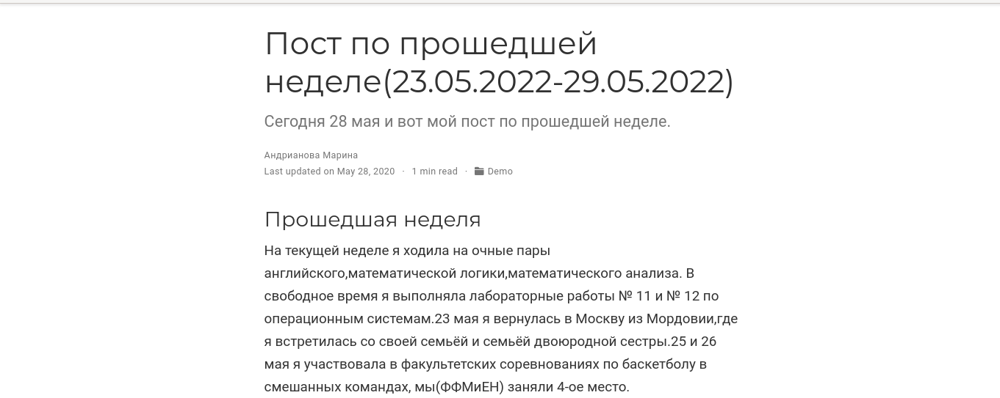 Пост по прошедшей
неделе(23.05.2022-29.05.2022)
Сегодня 28 мая и вот мой пост по прошедшей неделе.
Андрианова Марина
Last updated on May 28, 2020 · 1 min read · Demo
Прошедшая неделя
На текущей неделе я ходила на очные пары
английского,математической логики,математического анализа. В
свободное время я выполняла лабораторные работы № 11 и № 12 по
операционным системам.23 мая я вернулась в Москву из Мордовии,где
я встретилась со своей семьёй и семьёй двоюродной сестры.25 и 26
мая я участвовала в факультетских соревнованиях по баскетболу в
смешанных командах, мы(ФФМиЕН) заняли 4-ое место.